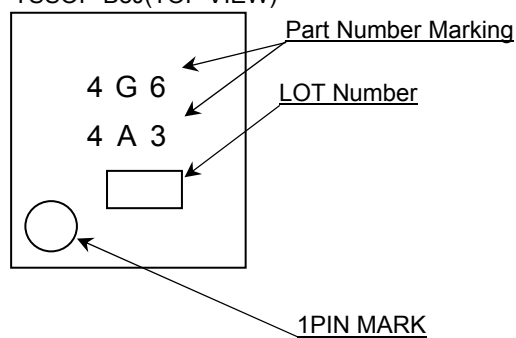 Part Number Marking
4 G 6
LOT Number
4 A 3
1PIN MARK